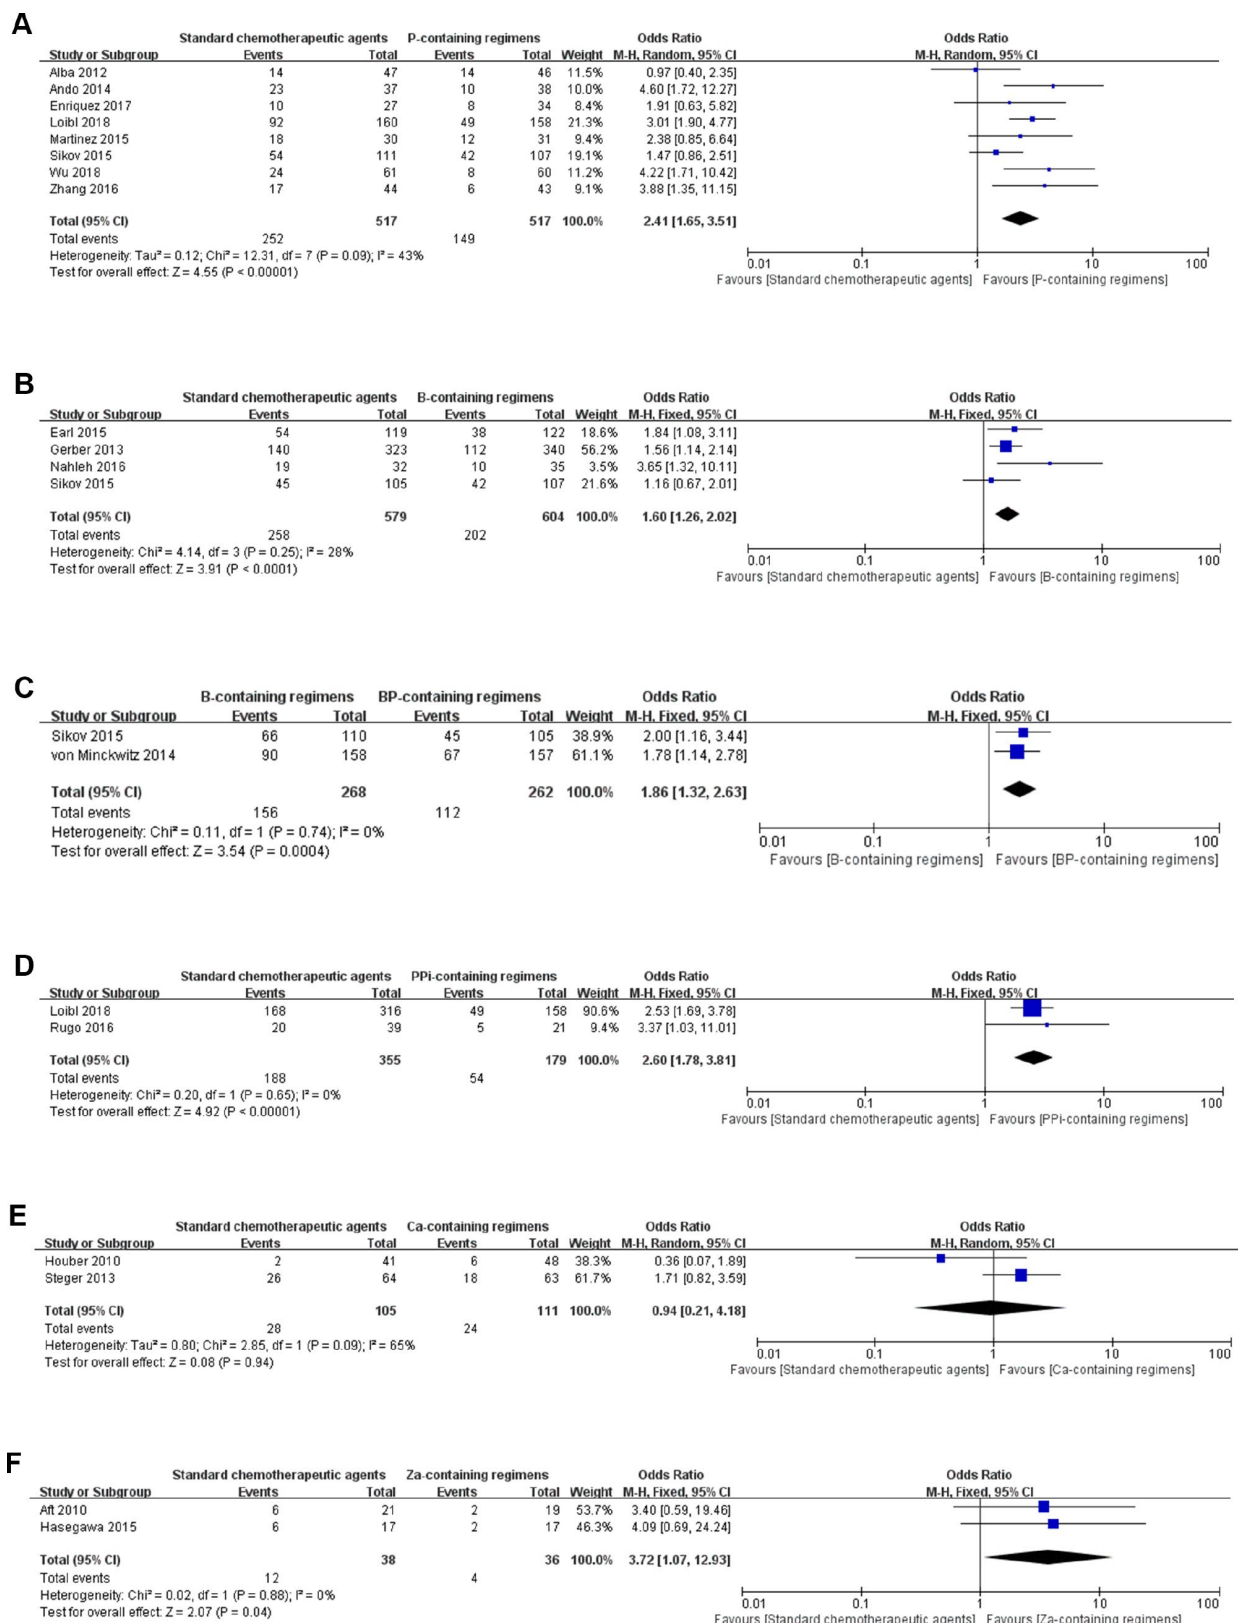 A
Standard chemotherapeutic agents P-containing regimens Odds Ratio Odds Ratio
Study or Subgroup Events Total Events Total Weight M-H, Random, 95% CI M-H, Random, 95% CI
Alba 2012 14 47 14 46 11.5% 0.97 [0.40, 2.35]
Ando 2014 23 37 10 38 10.0% 4.60 [1.72, 12.27]
Enriquez 2017 10 27 8 34 8.4% 1.91 [0.63, 5.82]
Loibl 2018 92 160 49 158 21.3% 3.01 [1.90, 4.77]
Martinez 2015 18 30 12 31 9.4% 2.38 [0.85, 6.64]
Sikov 2015 54 111 42 107 19.1% 1.47 [0.86, 2.51]
Wu 2018 24 61 8 60 11.2% 4.22 [1.71, 10.42]
Zhang 2016 17 44 6 43 9.1% 3.88 [1.35, 11.15]
Total (95% CI) 517 517 100.0% 2.41 [1.65, 3.51]
Total events 252 149
Heterogeneity: Tau² = 0.12; Chi² = 12.31, df = 7 (P = 0.09); I² = 43%
Test for overall effect: Z = 4.55 (P < 0.00001)
0.01 0.1 1 10 100
Favours [Standard chemotherapeutic agents] Favours [P-containing regimens]
B
Standard chemotherapeutic agents B-containing regimens Odds Ratio Odds Ratio
Study or Subgroup Events Total Events Total Weight M-H, Fixed, 95% CI M-H, Fixed, 95% CI
Earl 2015 54 119 38 122 18.6% 1.84 [1.08, 3.11]
Gerber 2013 140 323 112 340 56.2% 1.56 [1.14, 2.14]
Nahleh 2016 19 32 10 35 3.5% 3.65 [1.32, 10.11]
Sikov 2015 45 105 42 107 21.6% 1.16 [0.67, 2.01]
Total (95% CI) 579 604 100.0% 1.60 [1.26, 2.02]
Total events 258 202
Heterogeneity: Chi² = 4.14, df = 3 (P = 0.25); I² = 28%
Test for overall effect: Z = 3.91 (P < 0.0001)
0.01 0.1 1 10 100
Favours [Standard chemotherapeutic agents] Favours [B-containing regimens]
C
B-containing regimens BP-containing regimens Odds Ratio Odds Ratio
Study or Subgroup Events Total Events Total Weight M-H, Fixed, 95% CI M-H, Fixed, 95% CI
Sikov 2015 66 110 45 105 38.9% 2.00 [1.16, 3.44]
von Minckwitz 2014 90 158 67 157 61.1% 1.78 [1.14, 2.78]
Total (95% CI) 268 262 100.0% 1.86 [1.32, 2.63]
Total events 156 112
Heterogeneity: Chi² = 0.11, df = 1 (P = 0.74); I² = 0%
Test for overall effect: Z = 3.54 (P = 0.0004)
0.01 0.1 1 10 100
Favours [B-containing regimens] Favours [BP-containing regimens]
D
Standard chemotherapeutic agents PPi-containing regimens Odds Ratio Odds Ratio
Study or Subgroup Events Total Events Total Weight M-H, Fixed, 95% CI M-H, Fixed, 95% CI
Loibl 2018 168 316 49 158 90.6% 2.53 [1.69, 3.78]
Rugo 2016 20 39 5 21 9.4% 3.37 [1.03, 11.01]
Total (95% CI) 355 179 100.0% 2.60 [1.78, 3.81]
Total events 188 54
Heterogeneity: Chi² = 0.20, df = 1 (P = 0.65); I² = 0%
Test for overall effect: Z = 4.92 (P < 0.00001)
0.01 0.1 1 10 100
Favours [Standard chemotherapeutic agents] Favours [PPi-containing regimens]
E
Standard chemotherapeutic agents Ca-containing regimens Odds Ratio Odds Ratio
Study or Subgroup Events Total Events Total Weight M-H, Random, 95% CI M-H, Random, 95% CI
Houber 2010 2 41 6 48 38.3% 0.36 [0.07, 1.89]
Steger 2013 26 64 18 63 61.7% 1.71 [0.82, 3.59]
Total (95% CI) 105 111 100.0% 0.94 [0.21, 4.18]
Total events 28 24
Heterogeneity: Tau² = 0.80; Chi² = 2.85, df = 1 (P = 0.09); I² = 65%
Test for overall effect: Z = 0.08 (P = 0.94)
0.01 0.1 1 10 100
Favours [Standard chemotherapeutic agents] Favours [Ca-containing regimens]
F
Standard chemotherapeutic agents Za-containing regimens Odds Ratio Odds Ratio
Study or Subgroup Events Total Events Total Weight M-H, Fixed, 95% CI M-H, Fixed, 95% CI
Aft 2010 6 21 2 19 53.7% 3.40 [0.59, 19.46]
Hasegawa 2015 6 17 2 17 46.3% 4.09 [0.69, 24.24]
Total (95% CI) 38 36 100.0% 3.72 [1.07, 12.93]
Total events 12 4
Heterogeneity: Chi² = 0.02, df = 1 (P = 0.88); I² = 0%
Test for overall effect: Z = 2.07 (P = 0.04)
0.01 0.1 1 10 100
Favours [Standard chemotherapeutic agents] Favours [Za-containing regimens]